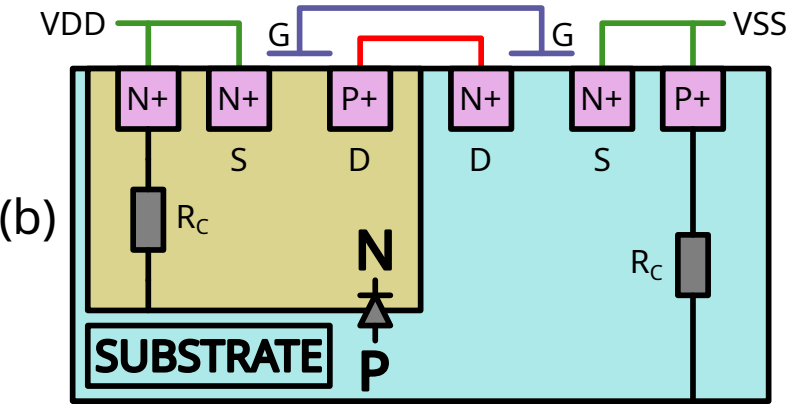 VDD
G
G
VSS
N+
N+
P+
N+
N+
P+
S
D
D
S
(b)
RC
N
RC
SUBSTRATE
P